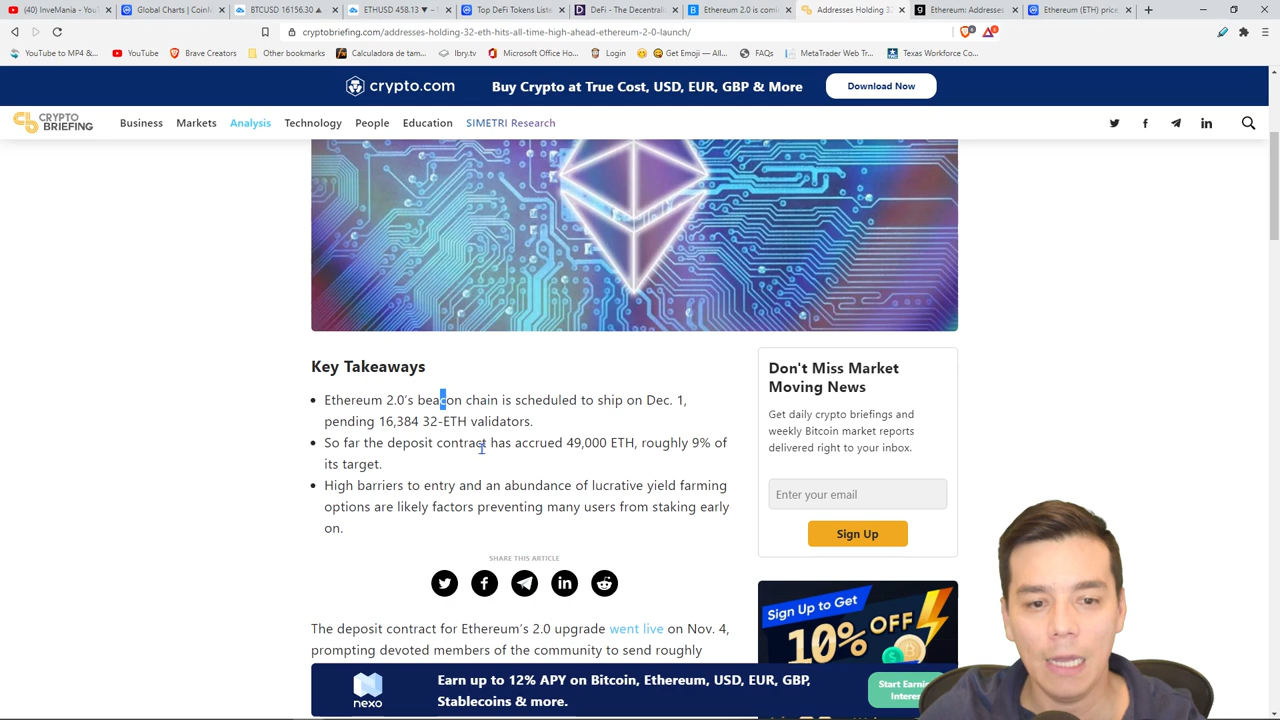 (40) InveMania - You
Global Charts | CoinM
BTCUSD 16156.30 ▲
ETHUSD 458.13 ▼ –
Top DeFi Tokens Liste
DeFi - The Decentrali
Ethereum 2.0 is comi
Addresses Holding 32
Ethereum: Addresses
Ethereum (ETH) price
cryptobriefing.com/addresses-holding-32-eth-hits-all-time-high-ahead-ethereum-2-0-launch/
YouTube to MP4 &...
YouTube
Brave Creators
Other bookmarks
Calculadora de tam...
lbry.tv
Microsoft Office Ho...
Login
Get Emoji — All Em...
FAQs
MetaTrader Web Tr...
Texas Workforce Co...
crypto.com
Buy Crypto at True Cost, USD, EUR, GBP & More
Download Now
CRYPTO
BRIEFING
Business Markets Analysis Technology People Education SIMETRI Research
Key Takeaways
Ethereum 2.0's beacon chain is scheduled to ship on Dec. 1,
pending 16,384 32-ETH validators.
So far the deposit contract has accrued 49,000 ETH, roughly 9% of
its target.
High barriers to entry and an abundance of lucrative yield farming
options are likely factors preventing many users from staking early
on.
SHARE THIS ARTICLE
The deposit contract for Ethereum's 2.0 upgrade went live on Nov. 4,
prompting devoted members of the community to send roughly
Don't Miss Market
Moving News
Get daily crypto briefings and
weekly Bitcoin market reports
delivered right to your inbox.
Enter your email
Sign Up
Sign Up to Get
10% OFF
nexo
Earn up to 12% APY on Bitcoin, Ethereum, USD, EUR, GBP,
Stablecoins & more.
Start Earni
Interes